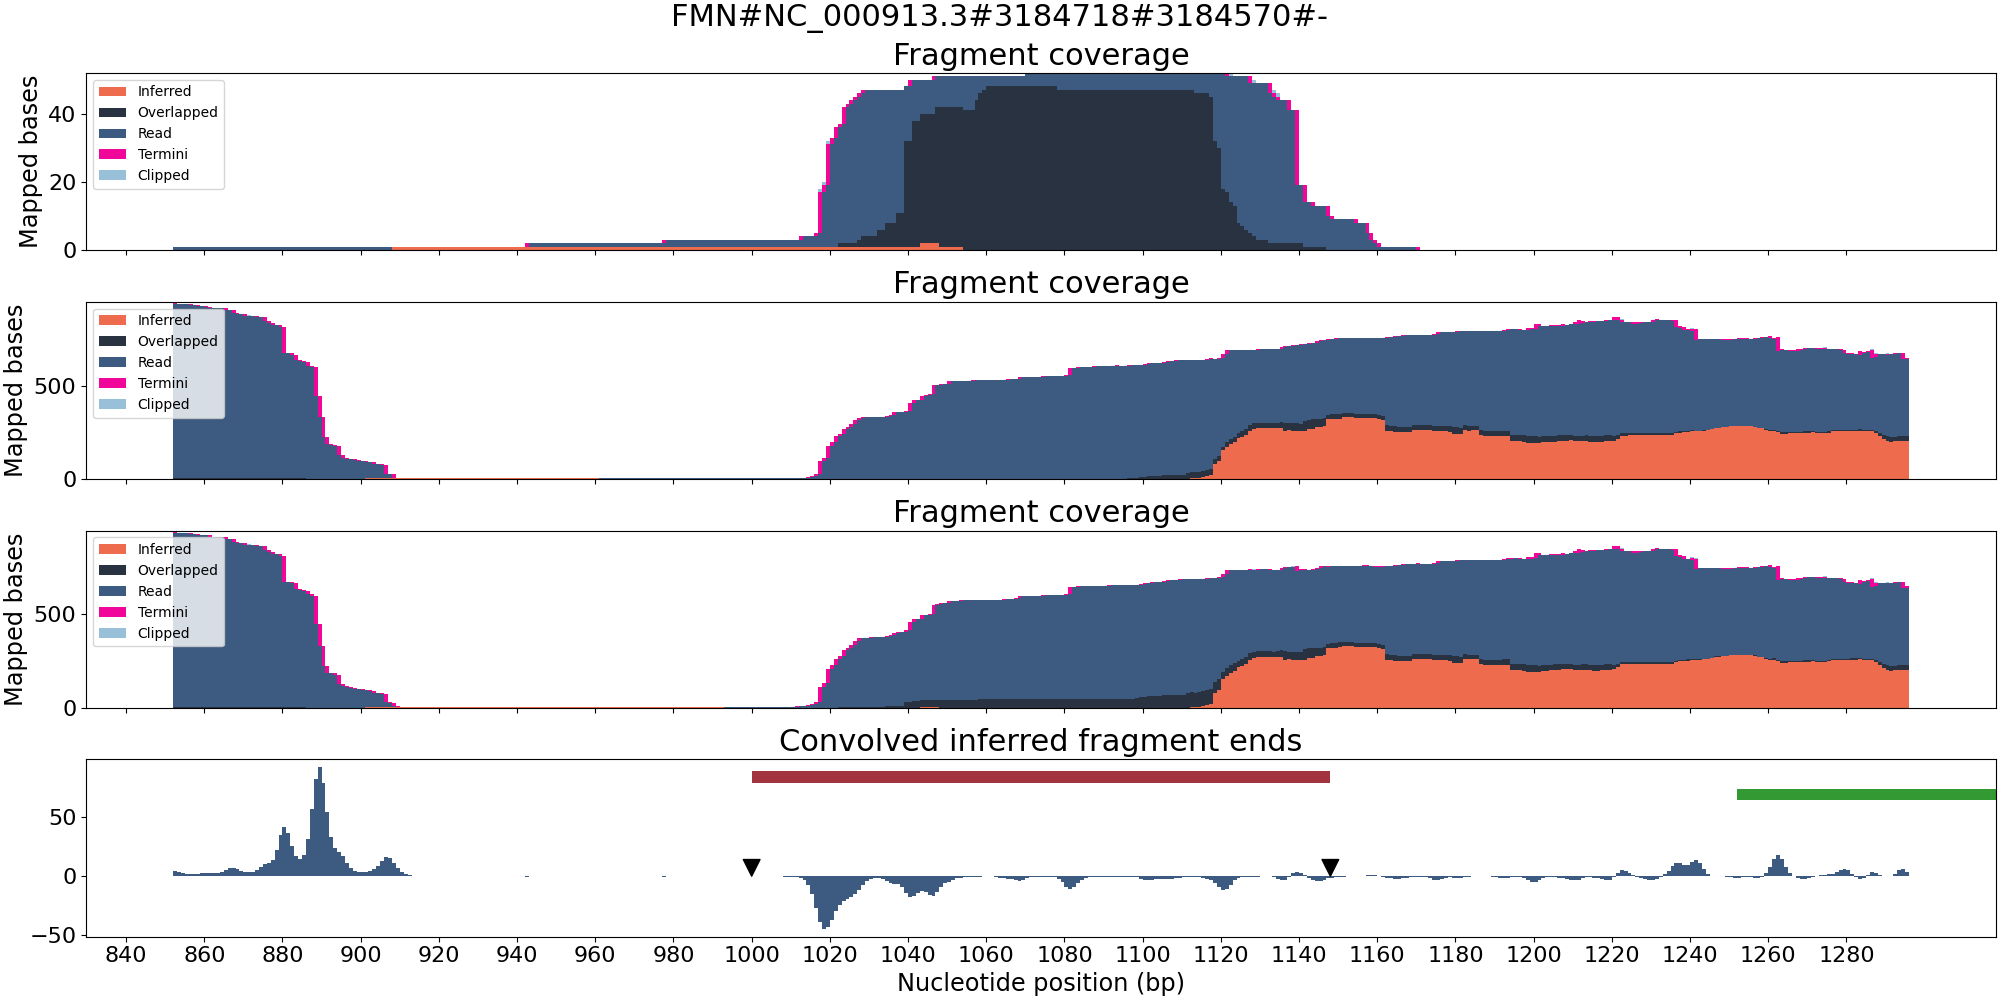 FMN#NC_000913.3#3184718#3184570#-
Fragment coverage
Mapped bases
40
20
0
Inferred
Overlapped
Read
Termini
Clipped
Fragment coverage
Mapped bases
500
0
Inferred
Overlapped
Read
Termini
Clipped
Fragment coverage
Mapped bases
500
0
Inferred
Overlapped
Read
Termini
Clipped
Convolved inferred fragment ends
50
0
−50
840 860 880 900 920 940 960 980 1000 1020 1040 1060 1080 1100 1120 1140 1160 1180 1200 1220 1240 1260 1280
Nucleotide position (bp)